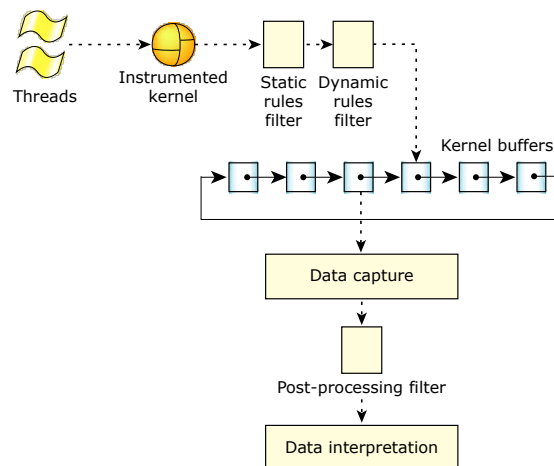 Threads
Instrumented
kernel
Static
rules
filter
Dynamic
rules
filter
Kernel buffers
Data capture
Post-processing filter
Data interpretation